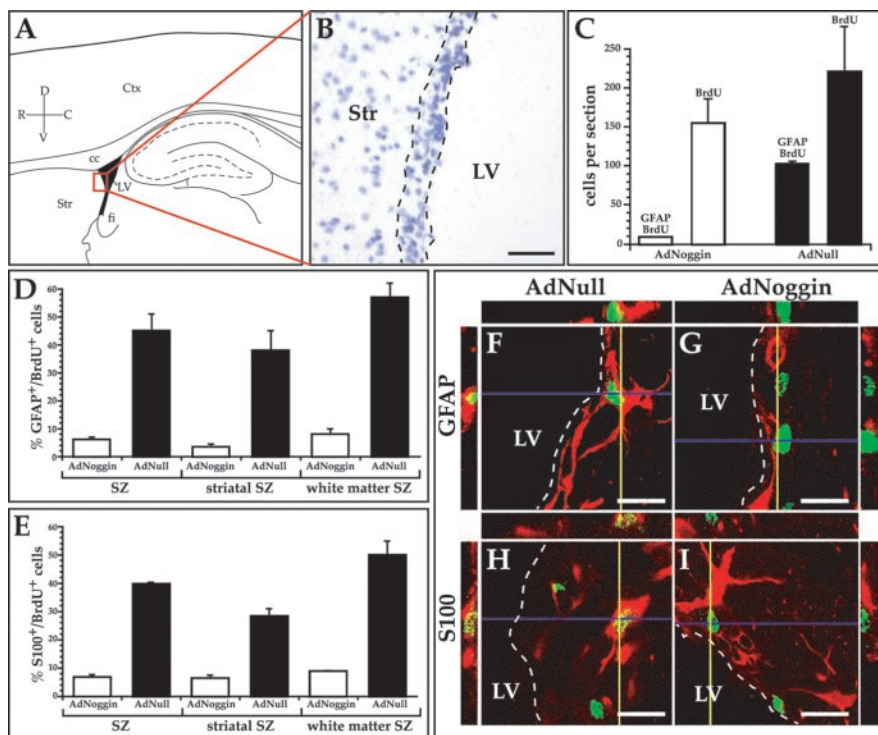 A
Ctx
D
R C
V
cc
LV
Str
fi
B
Str
LV
C
cells per section
250
200
150
100
50
0
GFAP
BrdU
BrdU
GFAP
BrdU
BrdU
AdNoggin AdNull
D
% GFAP+/BrdU+ cells
60
50
40
30
20
10
0
AdNoggin AdNull AdNoggin AdNull AdNoggin AdNull
SZ striatal SZ white matter SZ
E
% S100+/BrdU+ cells
60
50
40
30
20
10
0
AdNoggin AdNull AdNoggin AdNull AdNoggin AdNull
SZ striatal SZ white matter SZ
AdNull AdNoggin
GFAP
F
LV
G
LV
S100
H
LV
I
LV